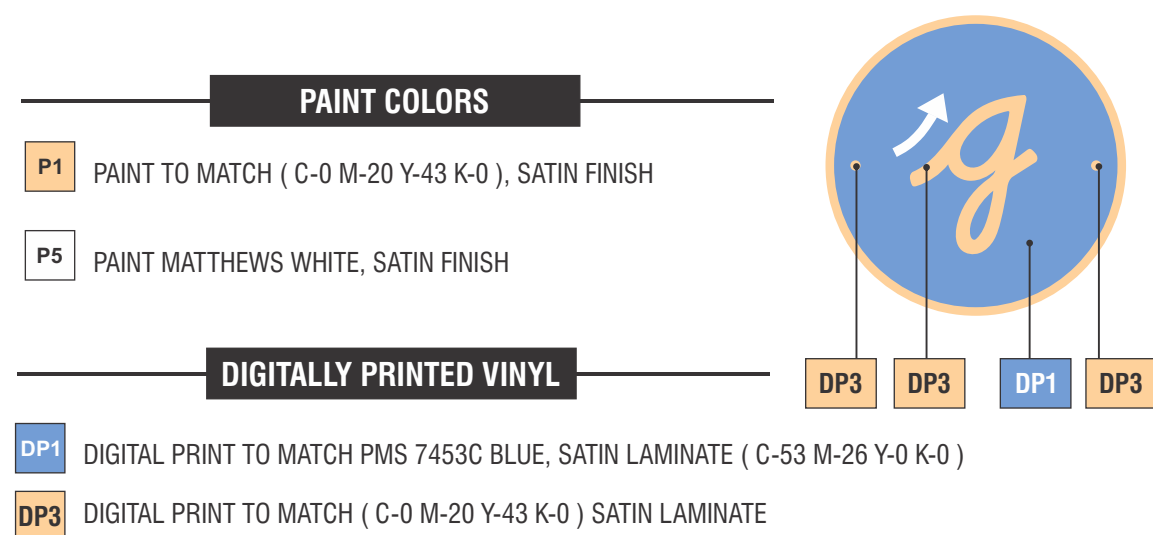 PAINT COLORS
P1 PAINT TO MATCH ( C-0 M-20 Y-43 K-0 ), SATIN FINISH
P5 PAINT MATTHEWS WHITE, SATIN FINISH
g
DP3 DP3 DP1 DP3
DIGITALLY PRINTED VINYL
DP1 DIGITAL PRINT TO MATCH PMS 7453C BLUE, SATIN LAMINATE ( C-53 M-26 Y-0 K-0 )
DP3 DIGITAL PRINT TO MATCH ( C-0 M-20 Y-43 K-0 ) SATIN LAMINATE